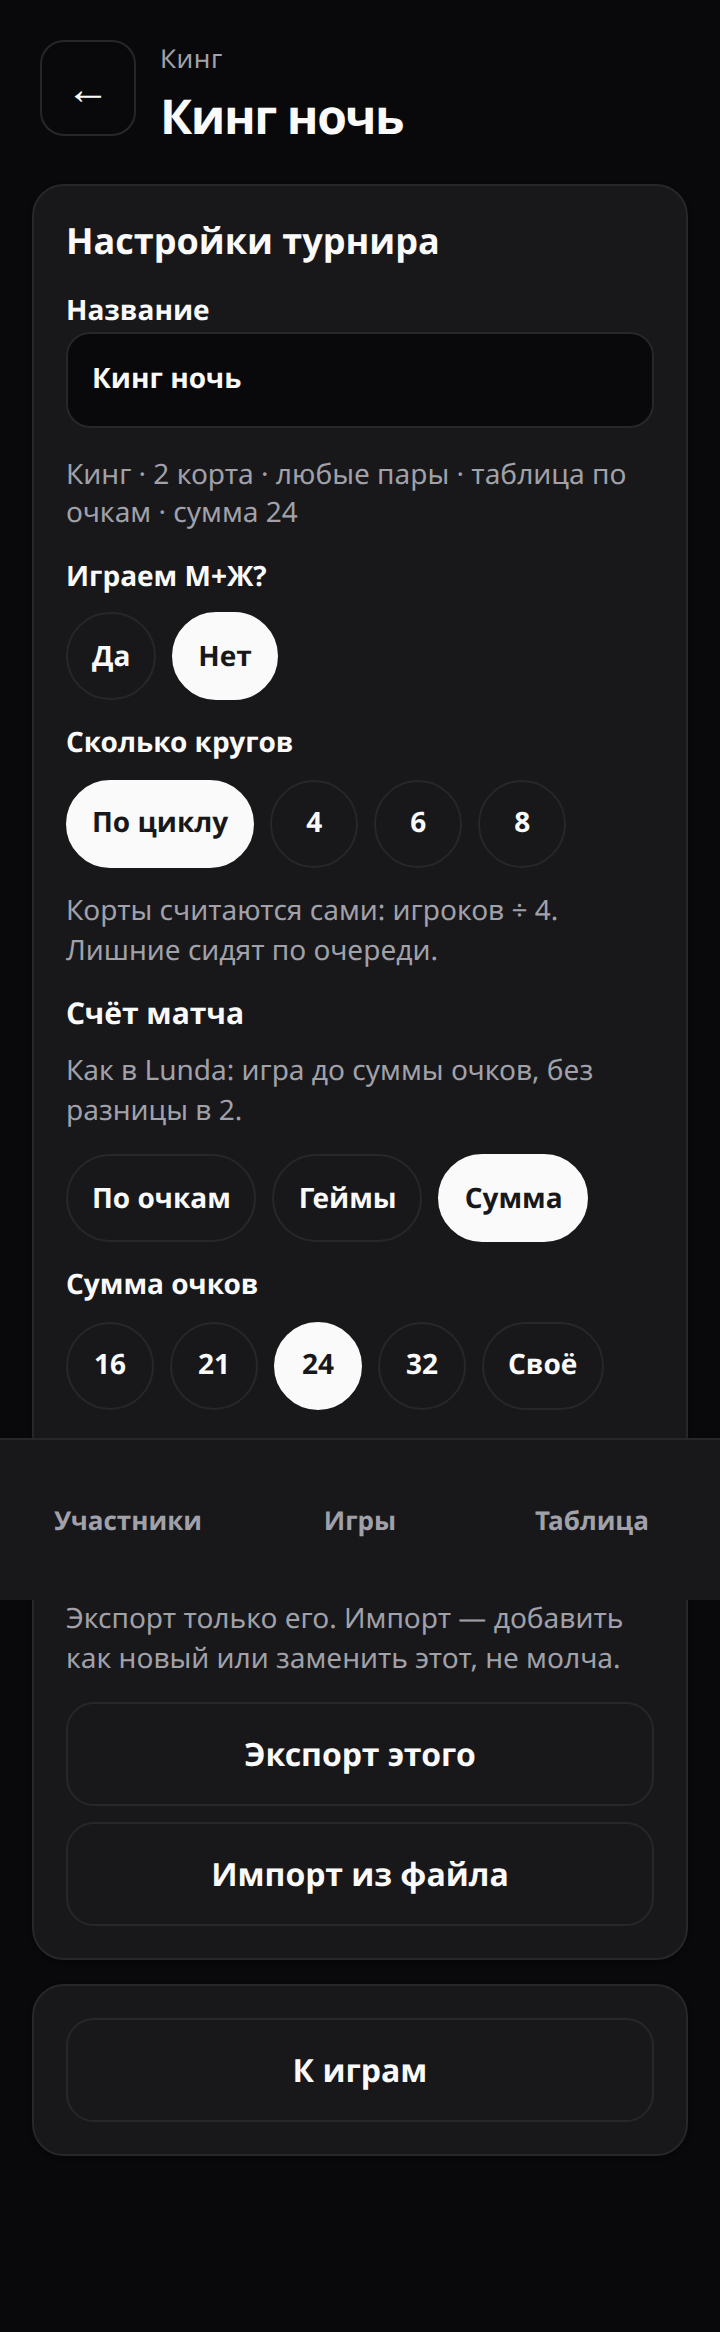 ←
Кинг
Кинг ночь
Настройки турнира
Название
Кинг ночь
Кинг · 2 корта · любые пары · таблица по
очкам · сумма 24
Играем М+Ж?
Да Нет
Сколько кругов
По циклу 4 6 8
Корты считаются сами: игроков ÷ 4.
Лишние сидят по очереди.
Счёт матча
Как в Lunda: игра до суммы очков, без
разницы в 2.
По очкам Геймы Сумма
Сумма очков
16 21 24 32 Своё
Участники Игры Таблица
Экспорт только его. Импорт — добавить
как новый или заменить этот, не молча.
Экспорт этого
Импорт из файла
К играм